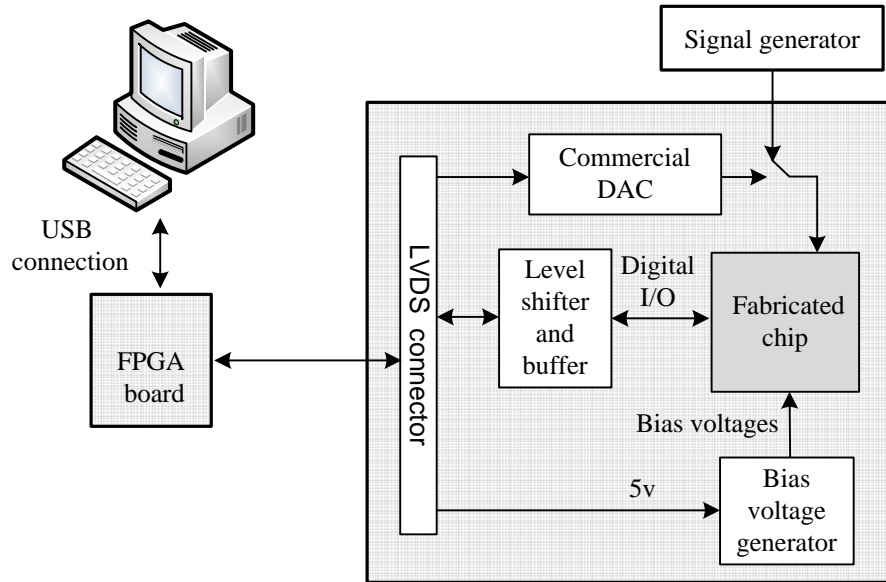 Signal generator
Commercial
DAC
USB
connection
LVDS connector
Level
shifter
and
buffer
Digital
I/O
Fabricated
chip
FPGA
board
Bias voltages
5v
Bias
voltage
generator